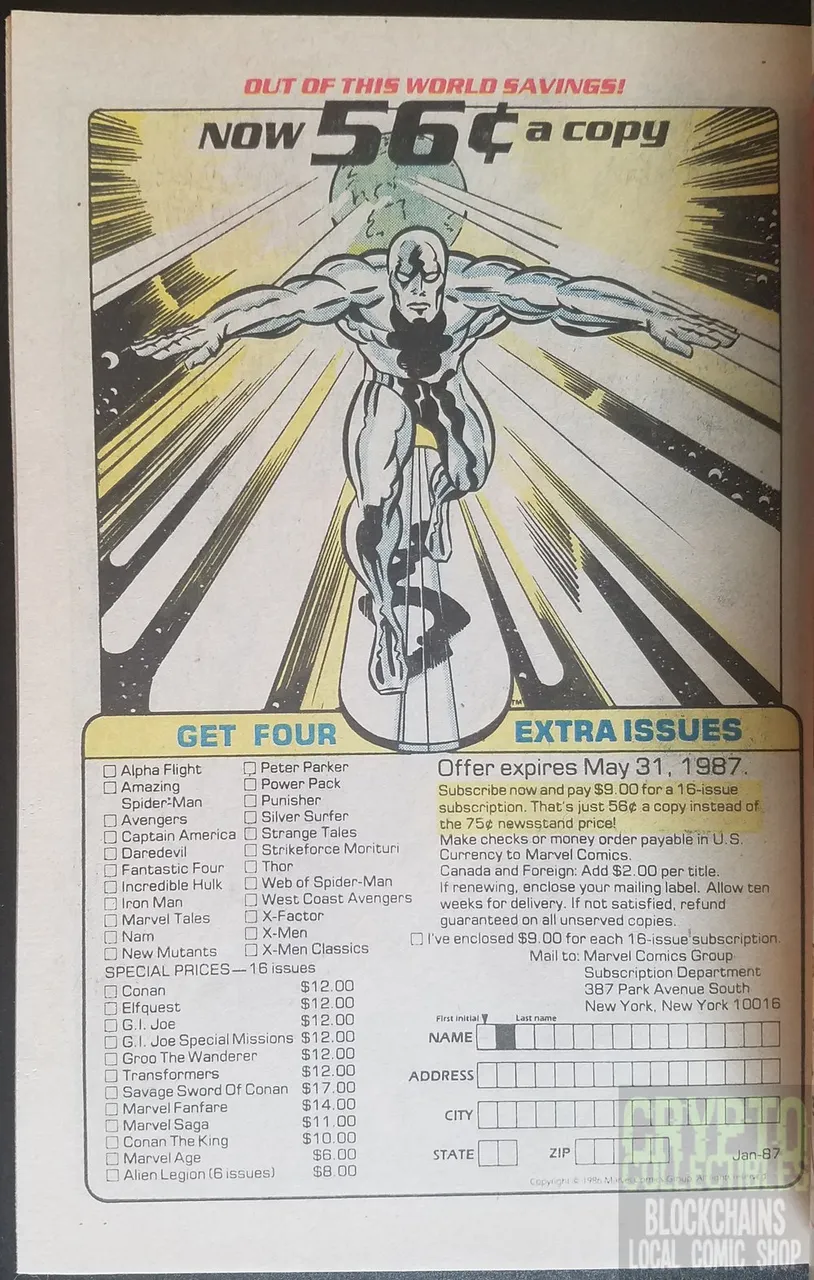 OUT OF THIS WORLD SAVINGS!
NOW 56¢ a copy
TM
GET FOUR EXTRA ISSUES
Alpha Flight
Amazing
Spider-Man
Avengers
Captain America
Daredevil
Fantastic Four
Incredible Hulk
Iron Man
Marvel Tales
Nam
New Mutants
Peter Parker
Power Pack
Punisher
Silver Surfer
Strange Tales
Strikeforce Morituri
Thor
Web of Spider-Man
West Coast Avengers
X-Factor
X-Men
X-Men Classics
SPECIAL PRICES—16 issues
Conan $12.00
Elfquest $12.00
G.I. Joe $12.00
G.I. Joe Special Missions $12.00
Groo The Wanderer $12.00
Transformers $12.00
Savage Sword Of Conan $17.00
Marvel Fanfare $14.00
Marvel Saga $11.00
Conan The King $10.00
Marvel Age $6.00
Alien Legion (6 issues) $8.00
Offer expires May 31, 1987.
Subscribe now and pay $9.00 for a 16-issue
subscription. That's just 56¢ a copy instead of
the 75¢ newsstand price!
Make checks or money order payable in U.S.
Currency to Marvel Comics.
Canada and Foreign: Add $2.00 per title.
If renewing, enclose your mailing label. Allow ten
weeks for delivery. If not satisfied, refund
guaranteed on all unserved copies.
I've enclosed $9.00 for each 16-issue subscription.
Mail to: Marvel Comics Group
Subscription Department
387 Park Avenue South
New York, New York 10016
First initial Last name
NAME
ADDRESS
CITY
STATE ZIP
Jan-87
Copyright © 1986 Marvel Comics Group. All rights reserved.
CRYPTO
COLLECTIBLES
BLOCKCHAINS
LOCAL COMIC SHOP